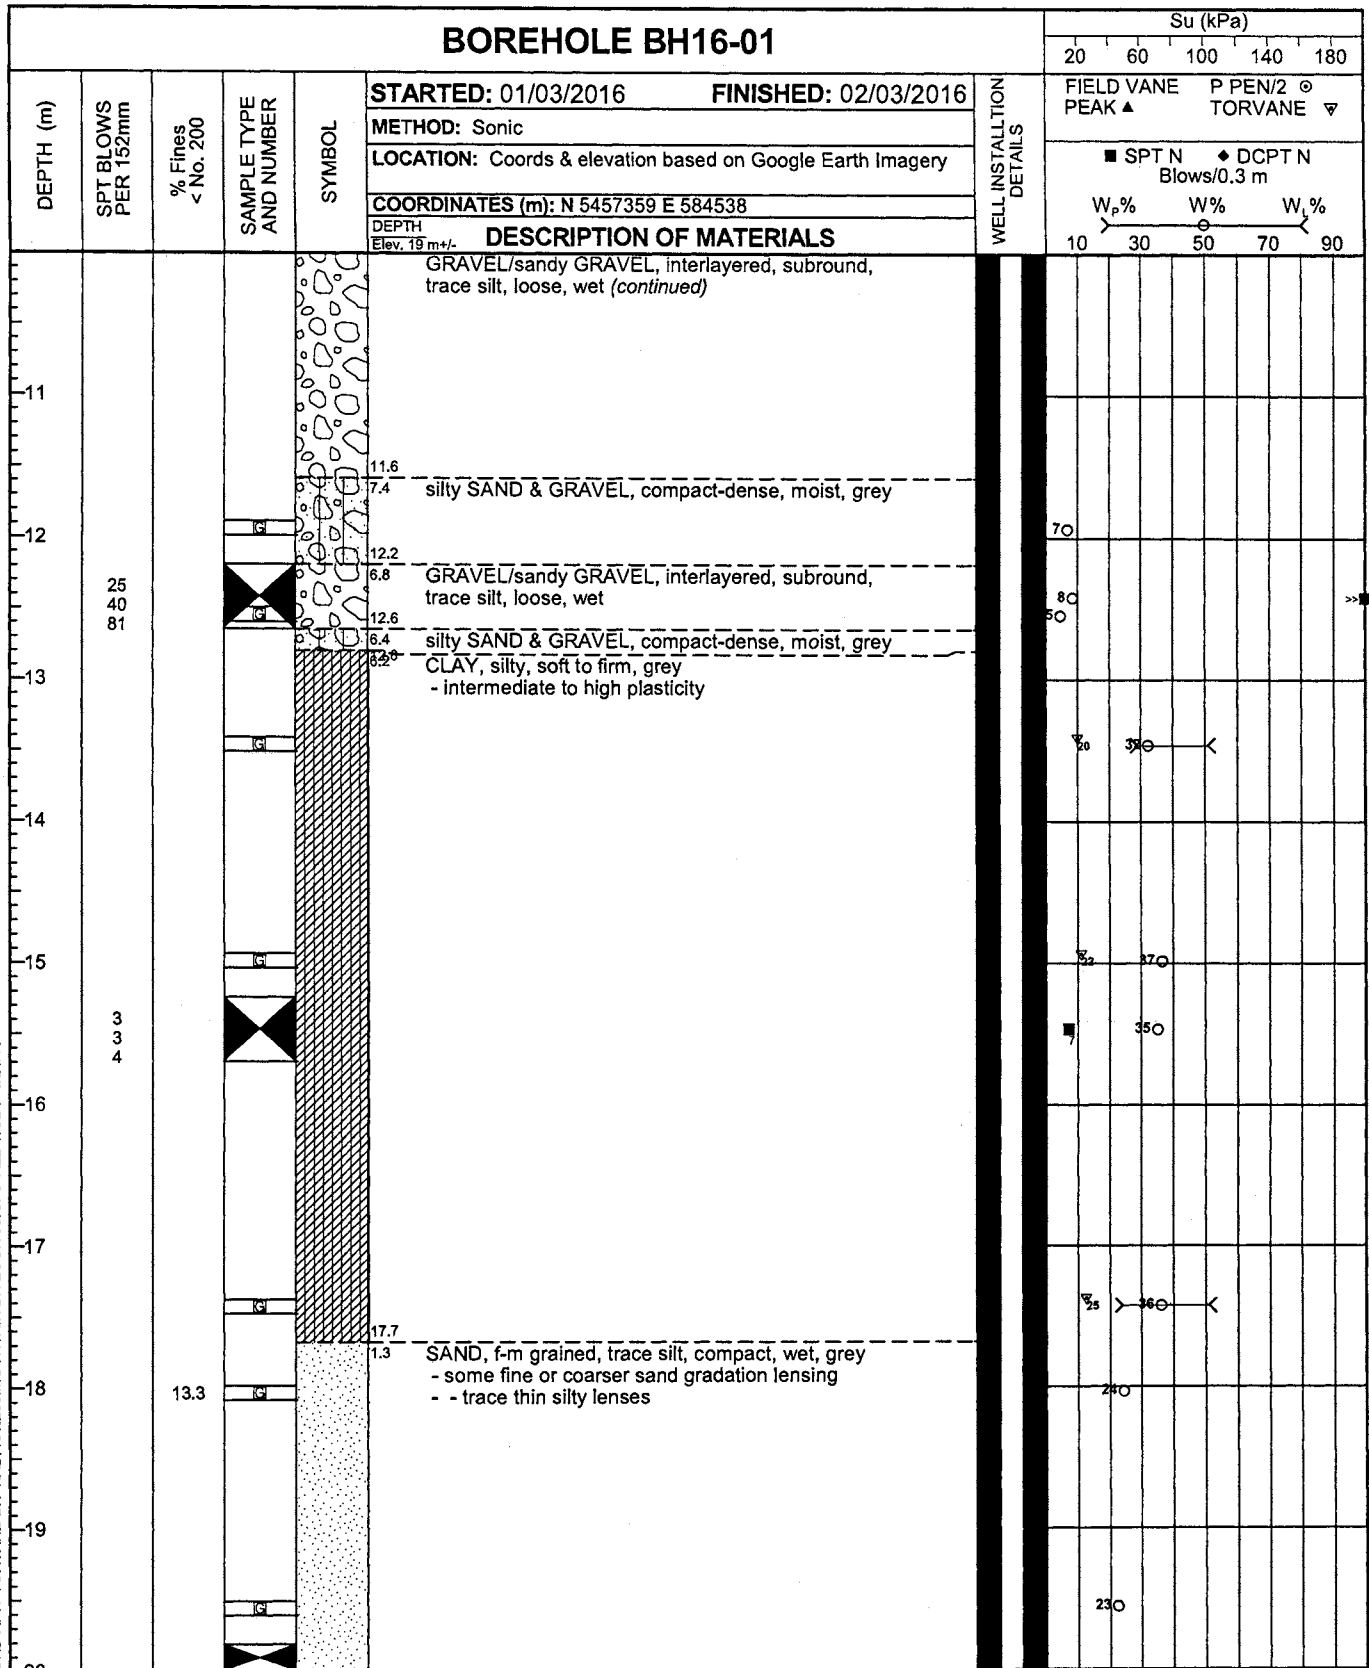 BOREHOLE BH16-01
Su (kPa)
20 60 100 140 180
DEPTH (m)
SPT BLOWS
PER 152mm
% Fines
< No. 200
SAMPLE TYPE
AND NUMBER
SYMBOL
STARTED: 01/03/2016 FINISHED: 02/03/2016
METHOD: Sonic
LOCATION: Coords & elevation based on Google Earth Imagery
COORDINATES (m): N 5457359 E 584538
DEPTH
Elev. 19 m+/-
DESCRIPTION OF MATERIALS
WELL INSTALLTION
DETAILS
FIELD VANE P PEN/2
PEAK ▲ TORVANE
■ SPT N ◆ DCPT N
Blows/0.3 m
WP% W% WL%
10 30 50 70 90
GRAVEL/sandy GRAVEL, interlayered, subround,
trace silt, loose, wet (continued)
11
11.6
7.4 silty SAND & GRAVEL, compact-dense, moist, grey
G
7
12
12.2
6.8 GRAVEL/sandy GRAVEL, interlayered, subround,
trace silt, loose, wet
25
40
81
G
8
>>
5
12.6
6.4 silty SAND & GRAVEL, compact-dense, moist, grey
6.2 CLAY, silty, soft to firm, grey
- intermediate to high plasticity
13
G
20
14
15
G
37
3
3
4
7
35
16
17
G
25
36
17.7
1.3 SAND, f-m grained, trace silt, compact, wet, grey
- some fine or coarser sand gradation lensing
- - trace thin silty lenses
18
13.3
G
24
19
G
23